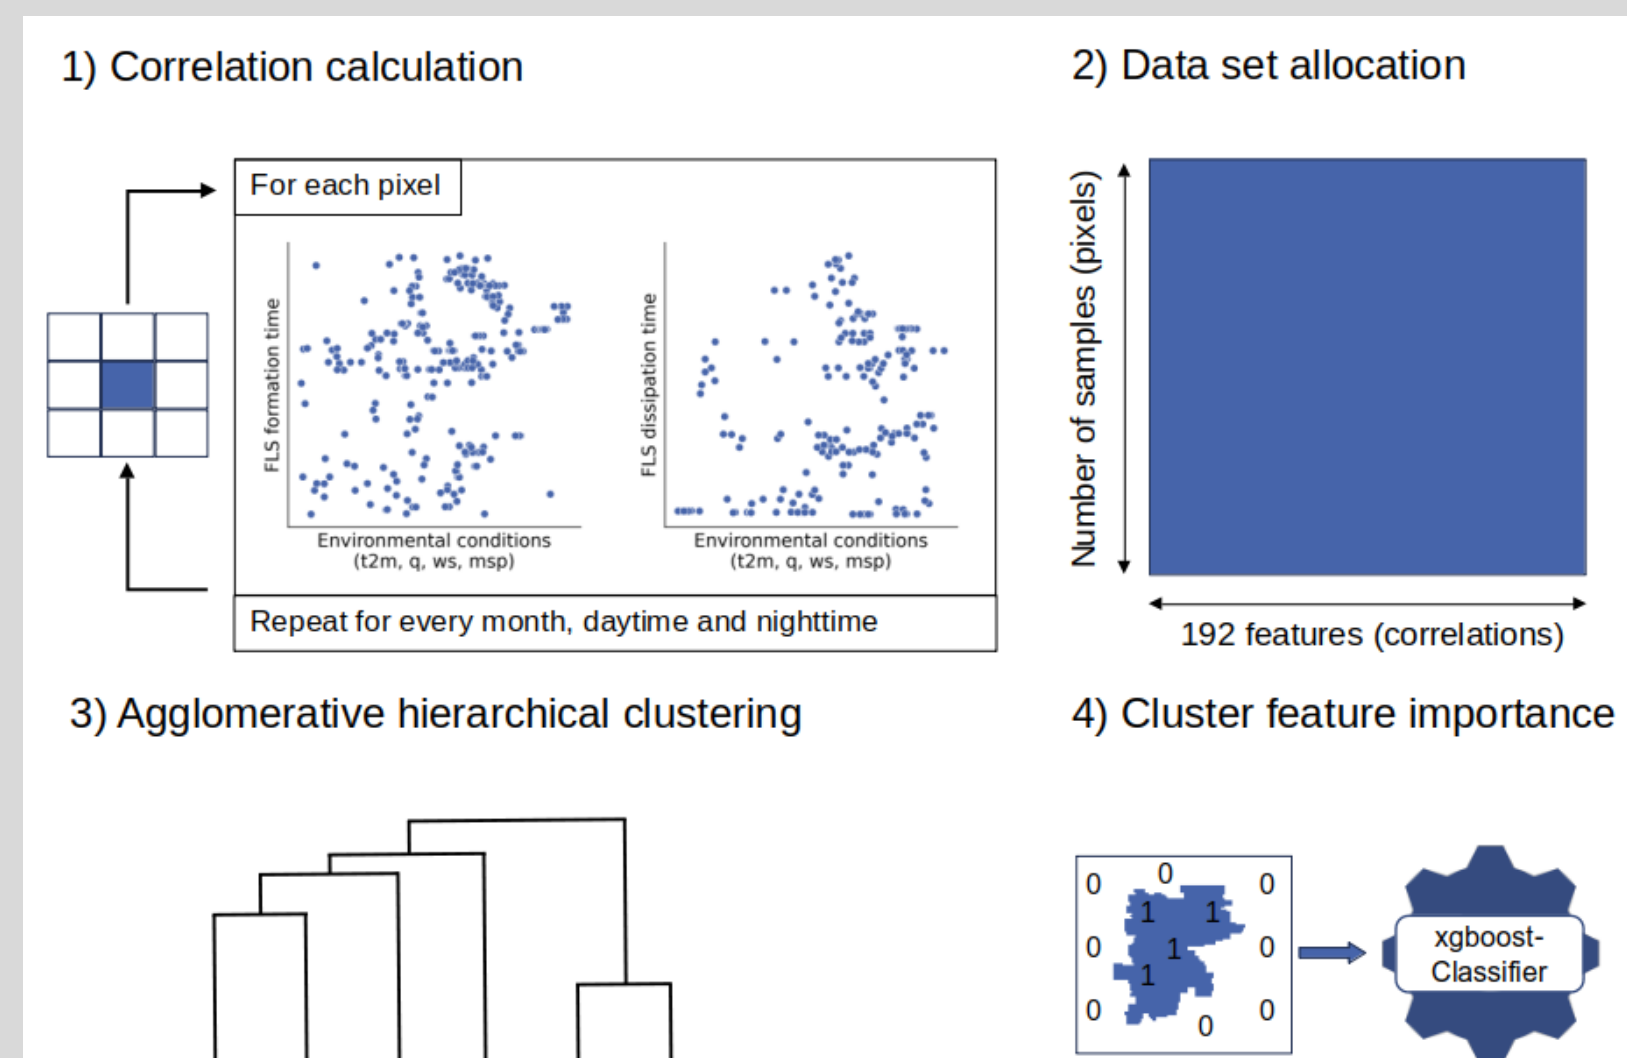 1) Correlation calculation
For each pixel
FLS formation time
Environmental conditions
(t2m, q, ws, msp)
FLS dissipation time
Environmental conditions
(t2m, q, ws, msp)
Repeat for every month, daytime and nighttime
2) Data set allocation
Number of samples (pixels)
192 features (correlations)
3) Agglomerative hierarchical clustering
4) Cluster feature importance
0 0 0
1 1
0 1 0
1
0 0 0
xgboost-
Classifier